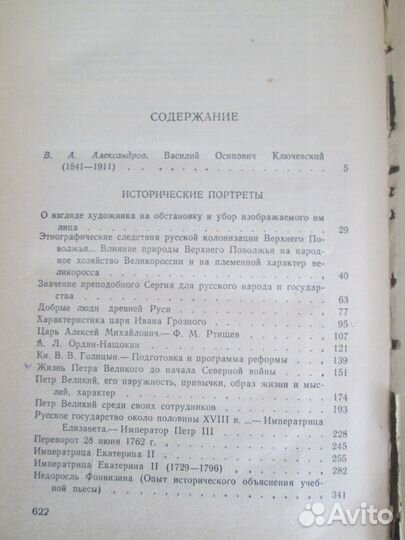 СОДЕРЖАНИЕ
В. А. Александров. Василий Осипович Ключевский
(1841—1911) . . . . . . . . . . 5
ИСТОРИЧЕСКИЕ ПОРТРЕТЫ
О взгляде художника на обстановку и убор изображаемого им
лица . . . . . . . . . . 29
Этнографические следствия русской колонизации Верхнего По-
волжья... Влияние природы Верхнего Поволжья на народ-
ное хозяйство Великороссии и на племенной характер ве-
ликоросса . . . . . . . . . . 40
Значение преподобного Сергия для русского народа и государ-
ства . . . . . . . . . . 63
Добрые люди древней Руси . . . . . 77
Характеристика царя Ивана Грозного . . . . 95
Царь Алексей Михайлович.— Ф. М. Ртищев . . . 107
А. Л. Ордин-Нащокин . . . . . . 121
Кн. В. В. Голицын.— Подготовка и программа реформы . . 139
Жизнь Петра Великого до начала Северной войны . . 151
Петр Великий, его наружность, привычки, образ жизни и мыс-
лей, характер . . . . . . . . 174
Петр Великий среди своих сотрудников . . . . 193
Русское государство около половины XVIII в. ...— Императрица
Елизавета.— Император Петр III . . . . 228
Переворот 28 июня 1762 г. . . . . . 245
Императрица Екатерина II . . . . . 255
Императрица Екатерина II (1729—1796) . . . . 282
Недоросль Фонвизина (Опыт исторического объяснения учеб-
ной пьесы) . . . . . . . . 341
622
Avito